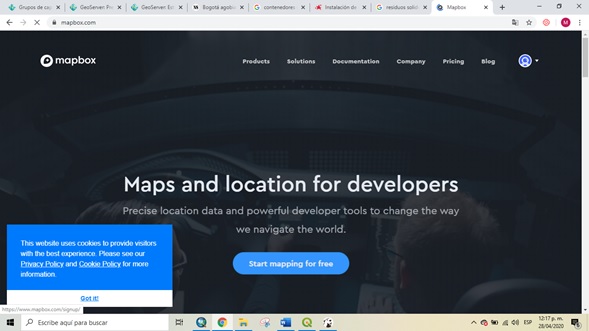 Grupos de sa
GeoServer: Pr
GeoServer: Ed
Bogotá agobi
contenedores
Instalación de
residuos solid
Mapbox
mapbox.com
M
mapbox
Products
Solutions
Documentation
Company
Pricing
Blog
Maps and location for developers
Precise location data and powerful developer tools to change the way
we navigate the world.
Start mapping for free
This website uses cookies to provide visitors
with the best experience. Please see our
Privacy Policy and Cookie Policy for more
information.
Got it!
https://www.mapbox.com/signup/
Escribe aquí para buscar
ESP
12:17 p. m.
28/04/2020